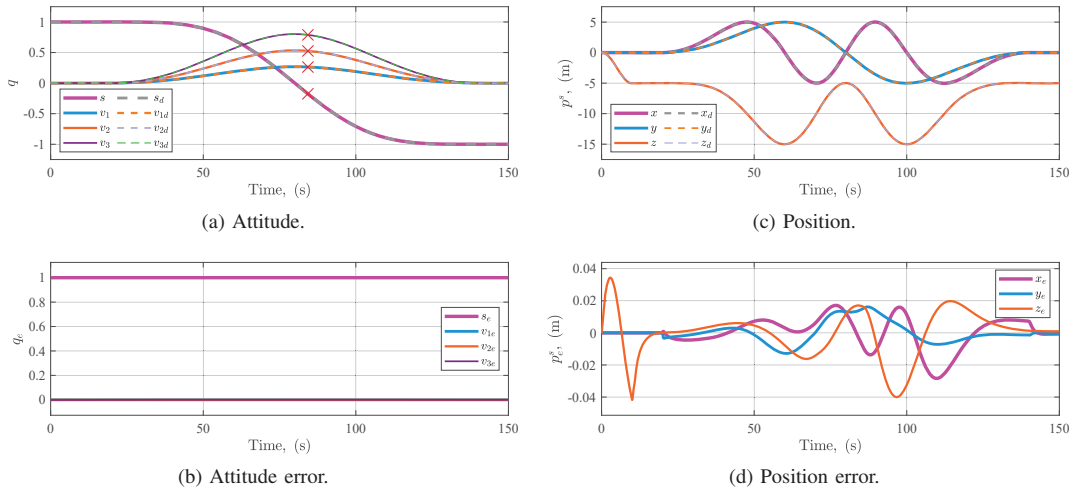 1
0.5
0
-0.5
-1
q
s
s_d
v_1
v_{1d}
v_2
v_{2d}
v_3
v_{3d}
0
50
100
150
Time, (s)
(a) Attitude.
5
0
-5
-10
-15
p^s, (m)
x
x_d
y
y_d
z
z_d
0
50
100
150
Time, (s)
(c) Position.
1
0.8
0.6
0.4
0.2
0
q_e
s_e
v_{1e}
v_{2e}
v_{3e}
0
50
100
150
Time, (s)
(b) Attitude error.
0.04
0.02
0
-0.02
-0.04
p^s_e, (m)
x_e
y_e
z_e
0
50
100
150
Time, (s)
(d) Position error.